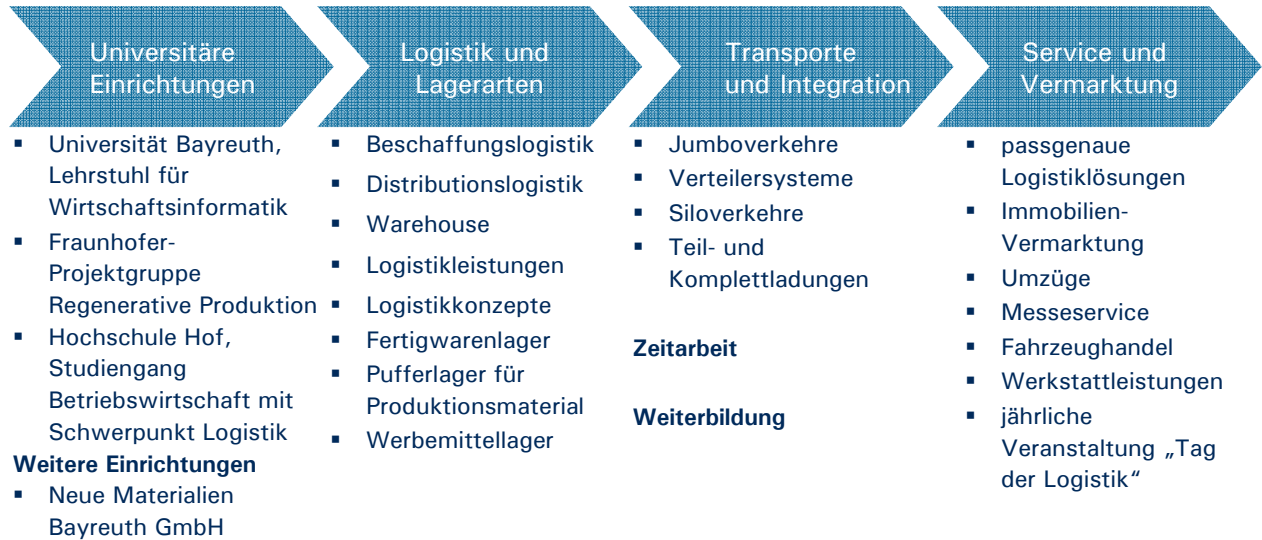 Universitäre
Einrichtungen
▪ Universität Bayreuth,
Lehrstuhl für
Wirtschaftsinformatik
▪ Fraunhofer-
Projektgruppe
Regenerative Produktion
▪ Hochschule Hof,
Studiengang
Betriebswirtschaft mit
Schwerpunkt Logistik
Weitere Einrichtungen
▪ Neue Materialien
Bayreuth GmbH
Logistik und
Lagerarten
▪ Beschaffungslogistik
▪ Distributionslogistik
▪ Warehouse
▪ Logistikleistungen
▪ Logistikkonzepte
▪ Fertigwarenlager
▪ Pufferlager für
Produktionsmaterial
▪ Werbemittellager
Transporte
und Integration
▪ Jumboverkehre
▪ Verteilersysteme
▪ Siloverkehre
▪ Teil- und
Komplettladungen
Zeitarbeit
Weiterbildung
Service und
Vermarktung
▪ passgenaue
Logistiklösungen
▪ Immobilien-
Vermarktung
▪ Umzüge
▪ Messeservice
▪ Fahrzeughandel
▪ Werkstattleistungen
▪ jährliche
Veranstaltung „Tag
der Logistik“